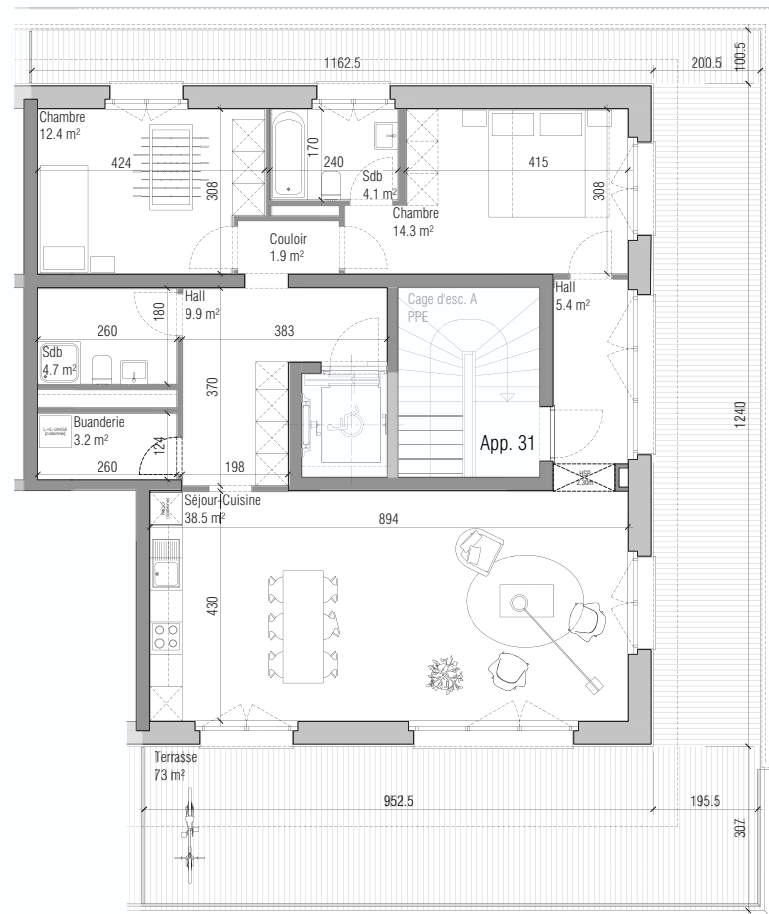 1162.5
200.5
100.5
Chambre
12.4 m²
424
308
170
240
Sdb
4.1 m²
415
308
Chambre
14.3 m²
Couloir
1.9 m²
Hall
9.9 m²
Hall
5.4 m²
Cage d'esc. A
PPE
260
180
383
Sdb
4.7 m²
370
1240
Buanderie
3.2 m²
124
260
198
App. 31
Séjour-Cuisine
38.5 m²
894
430
Terrasse
73 m²
952.5
195.5
307